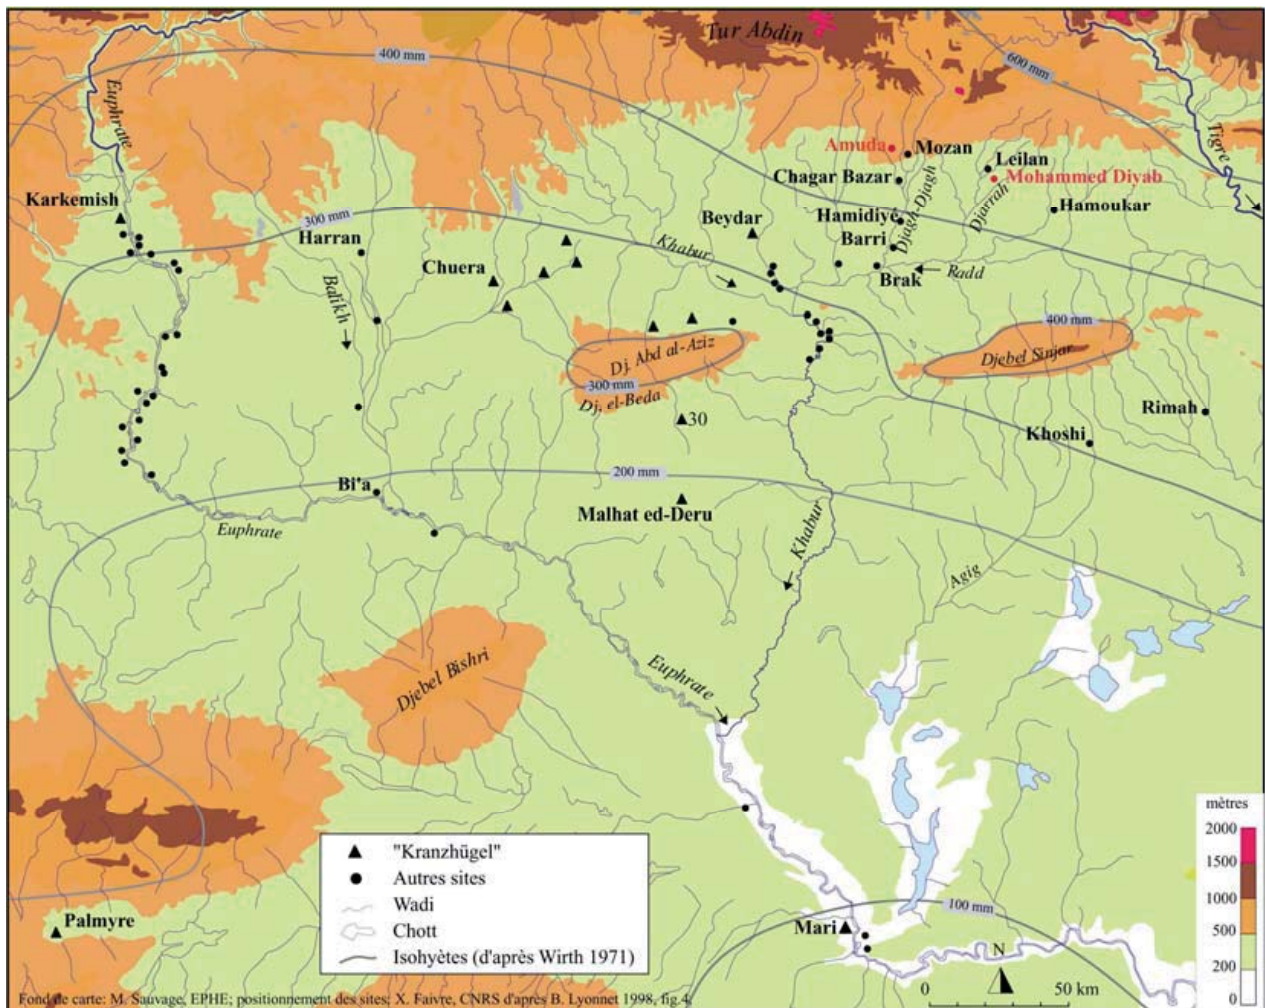 Tur Abdin
400 mm
600 mm
Euphrate
Tigre
Amuda
Mozan
Leilan
Chagar Bazar
Mohammed Diyab
Djagh-Djagh
Djarrah
Karkemish
Hamoukar
300 mm
Beydar
Hamidiyé
Harran
Khabur
Barri
Chuera
Radd
Brak
Balikh
400 mm
Dj. Abd al-Aziz
Djebel Sinjar
300 mm
Dj. el-Beda
Rimah
30
Khoshi
200 mm
Bi'a
Malhat ed-Deru
Euphrate
Khabur
Agig
Djebel Bishri
Euphrate
mètres
2000
1500
1000
500
200
0
"Kranzhügel"
Autres sites
Wadi
Chott
Isohyètes (d'après Wirth 1971)
100 mm
Palmyre
Mari
N
0 50 km
Fond de carte: M. Sauvage, EPHE; positionnement des sites; X. Faivre, CNRS d'après B. Lyonnet 1998, fig.4.